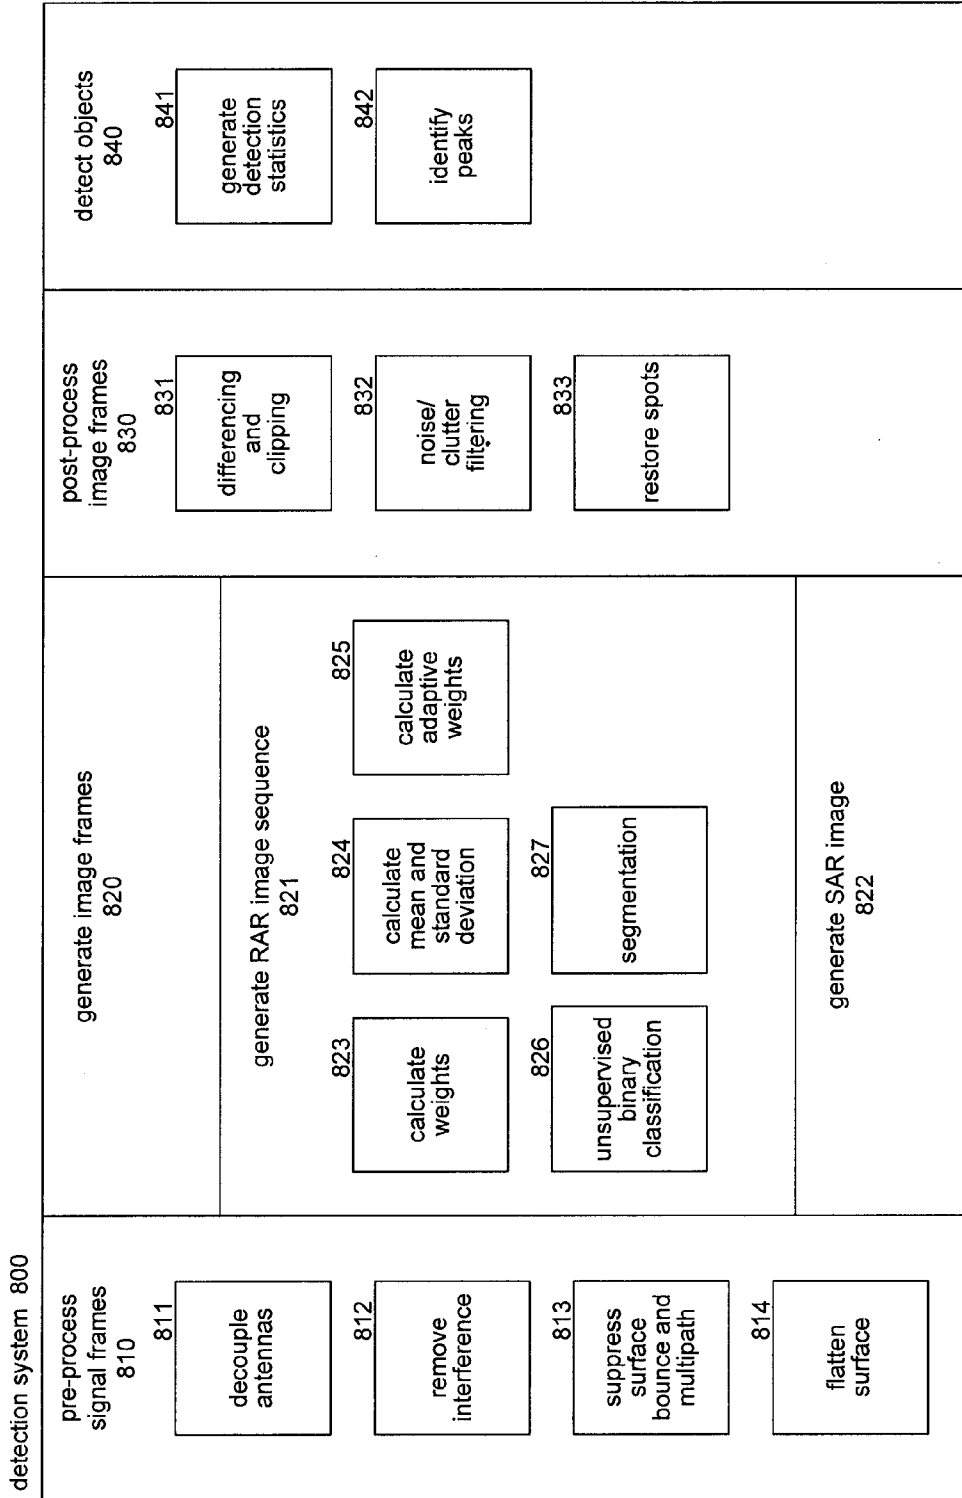 detection system 800
pre-process
signal frames
810
811
decouple
antennas
812
remove
interference
813
suppress
surface
bounce and
multipath
814
flatten
surface
generate image frames
820
generate RAR image sequence
821
823
calculate
weights
824
calculate
mean and
standard
deviation
825
calculate
adaptive
weights
826
unsupervised
binary
classification
827
segmentation
generate SAR image
822
post-process
image frames
830
831
differencing
and
clipping
832
noise/
clutter
filtering
833
restore spots
detect objects
840
841
generate
detection
statistics
842
identify
peaks